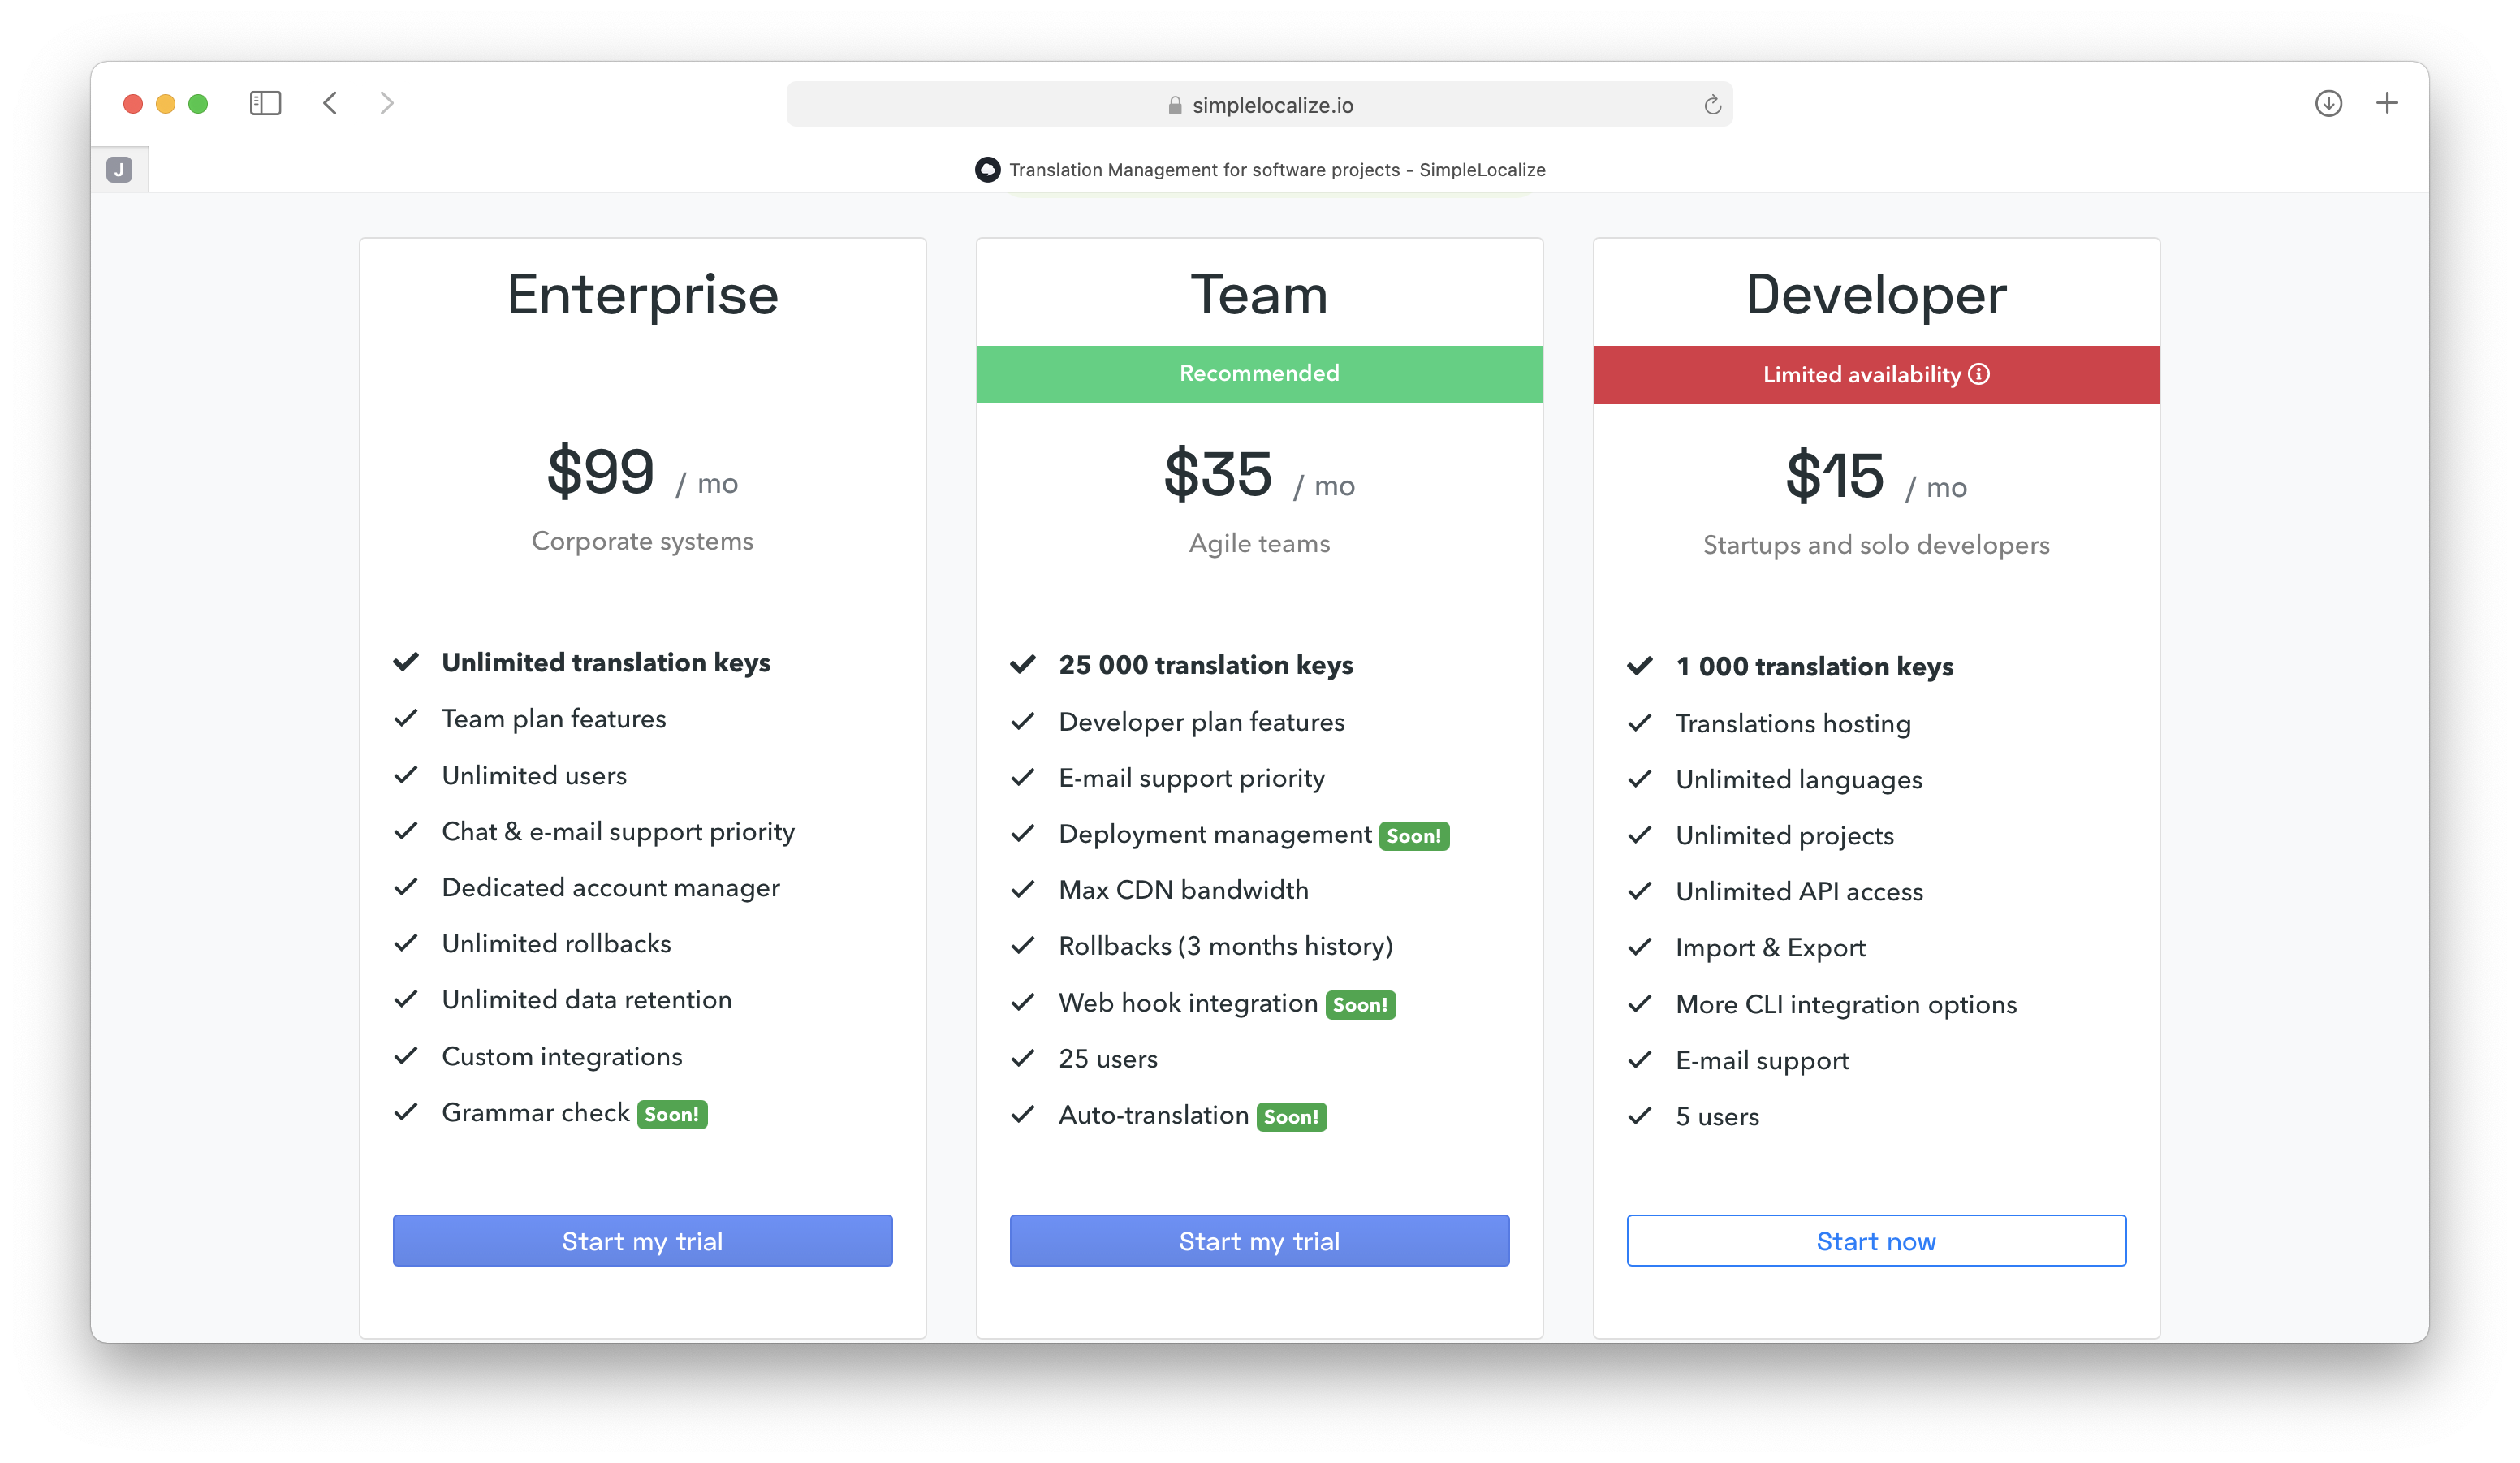 simplelocalize.io
J
Translation Management for software projects - SimpleLocalize
Enterprise
$99 / mo
Corporate systems
Unlimited translation keys
Team plan features
Unlimited users
Chat & e-mail support priority
Dedicated account manager
Unlimited rollbacks
Unlimited data retention
Custom integrations
Grammar check Soon!
Start my trial
Team
Recommended
$35 / mo
Agile teams
25 000 translation keys
Developer plan features
E-mail support priority
Deployment management Soon!
Max CDN bandwidth
Rollbacks (3 months history)
Web hook integration Soon!
25 users
Auto-translation Soon!
Start my trial
Developer
Limited availability
$15 / mo
Startups and solo developers
1 000 translation keys
Translations hosting
Unlimited languages
Unlimited projects
Unlimited API access
Import & Export
More CLI integration options
E-mail support
5 users
Start now